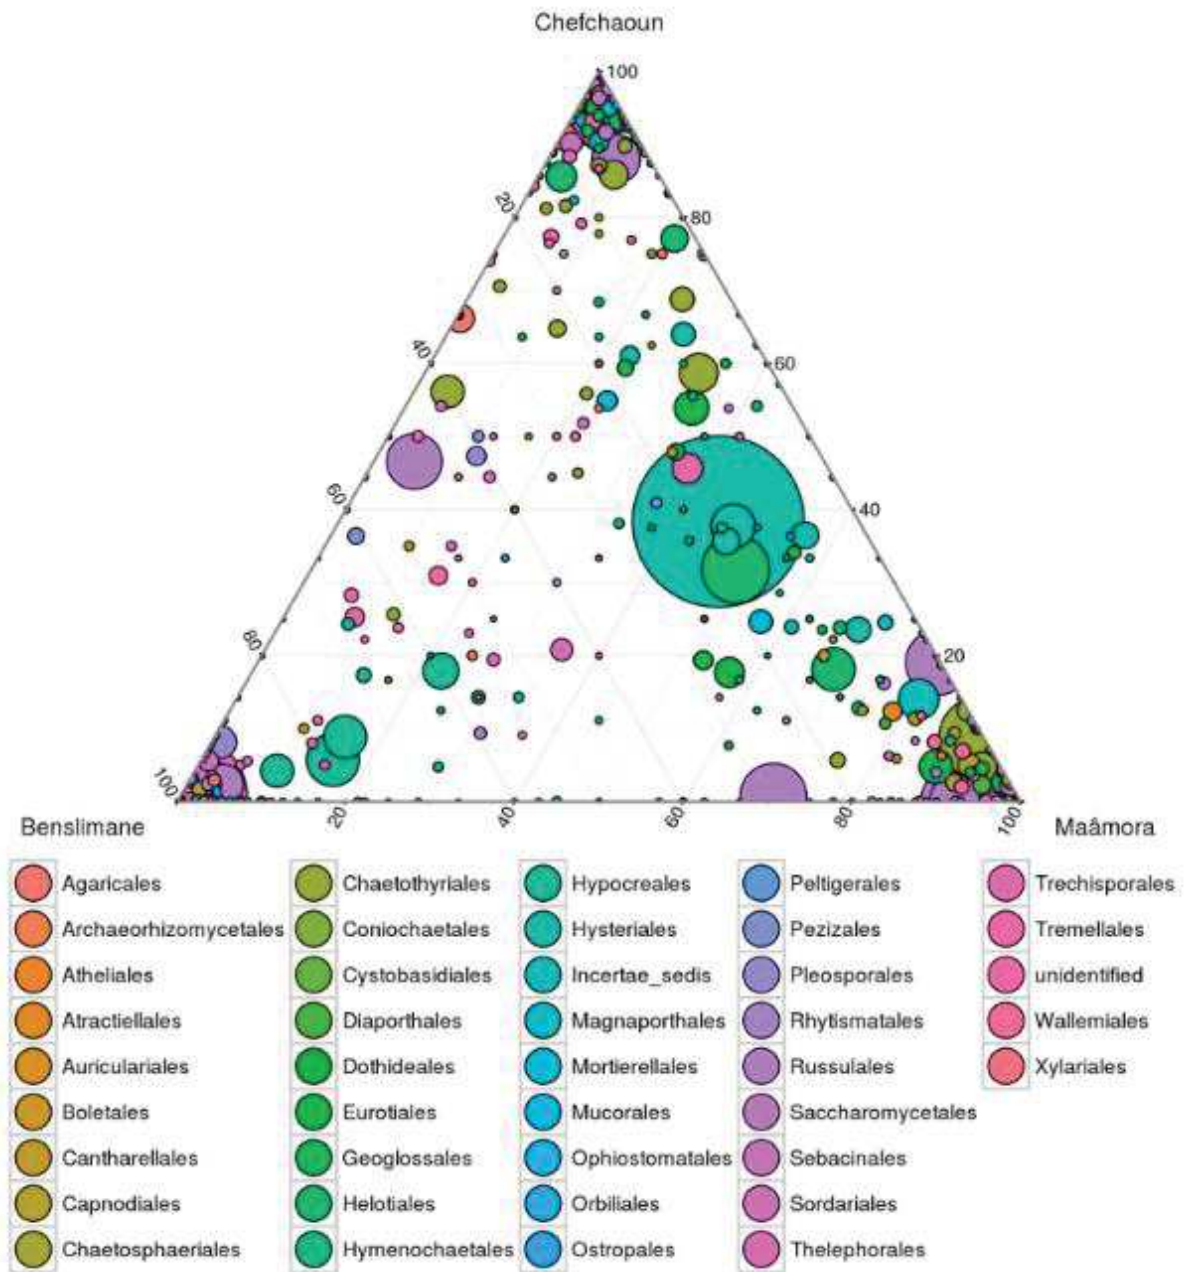 Chefchaoun
100
20
80
40
60
60
40
80
20
100
20
40
60
80
100
Benslimane
Maâmora
Agaricales
Archaeorhizomycetales
Atheliales
Atractiellales
Auriculariales
Boletales
Cantharellales
Capnodiales
Chaetosphaeriales
Chaetothyriales
Coniochaetales
Cystobasidiales
Diaporthales
Dothideales
Eurotiales
Geoglossales
Helotiales
Hymenochaetales
Hypocreales
Hysteriales
Incertae_sedis
Magnaporthales
Mortierellales
Mucorales
Ophiostomatales
Orbiliales
Ostropales
Peltigerales
Pezizales
Pleosporales
Rhytismatales
Russulales
Saccharomycetales
Sebacinales
Sordariales
Thelephorales
Trechisporales
Tremellales
unidentified
Wallemiales
Xylariales